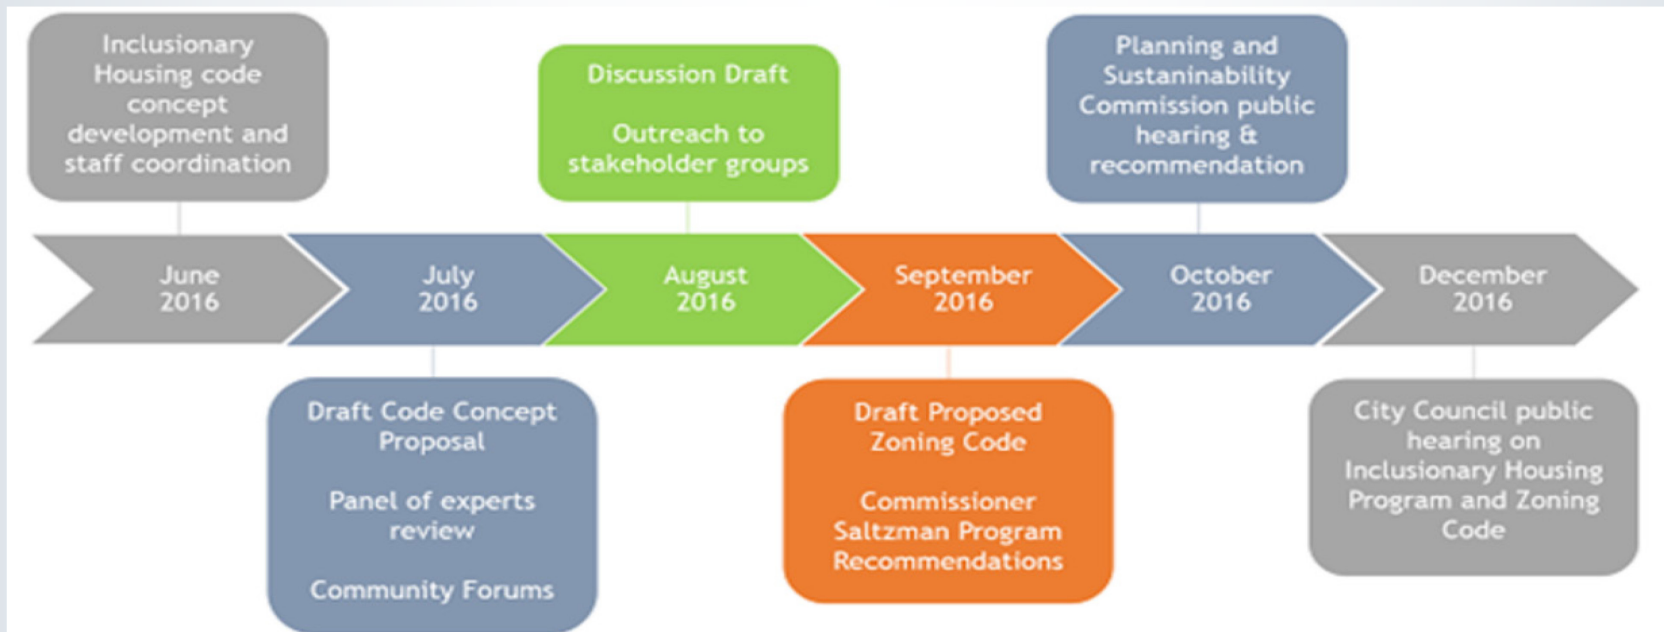 Inclusionary
Housing code
concept
development and
staff coordination
Discussion Draft
Outreach to
stakeholder groups
Planning and
Sustaninability
Commission public
hearing &
recommendation
June
2016
July
2016
August
2016
September
2016
October
2016
December
2016
Draft Code Concept
Proposal
Panel of experts
review
Community Forums
Draft Proposed
Zoning Code
Commissioner
Saltzman Program
Recommendations
City Council public
hearing on
Inclusionary Housing
Program and Zoning
Code